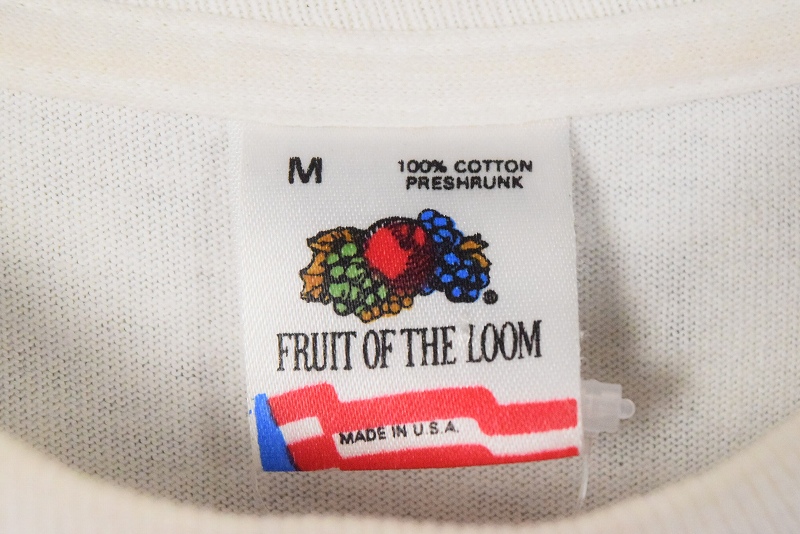 M
100% COTTON
PRESHRUNK
®
FRUIT OF THE LOOM
MADE IN U.S.A.